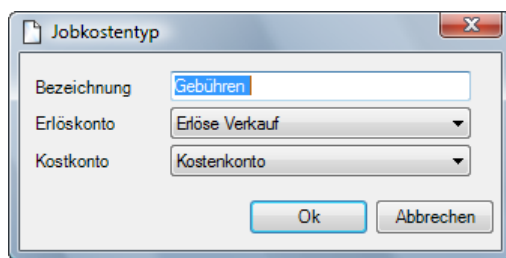 Jobkostentyp
Bezeichnung Gebühren
Erlöskonto Erlöse Verkauf
Kostkonto Kostenkonto
Ok Abbrechen